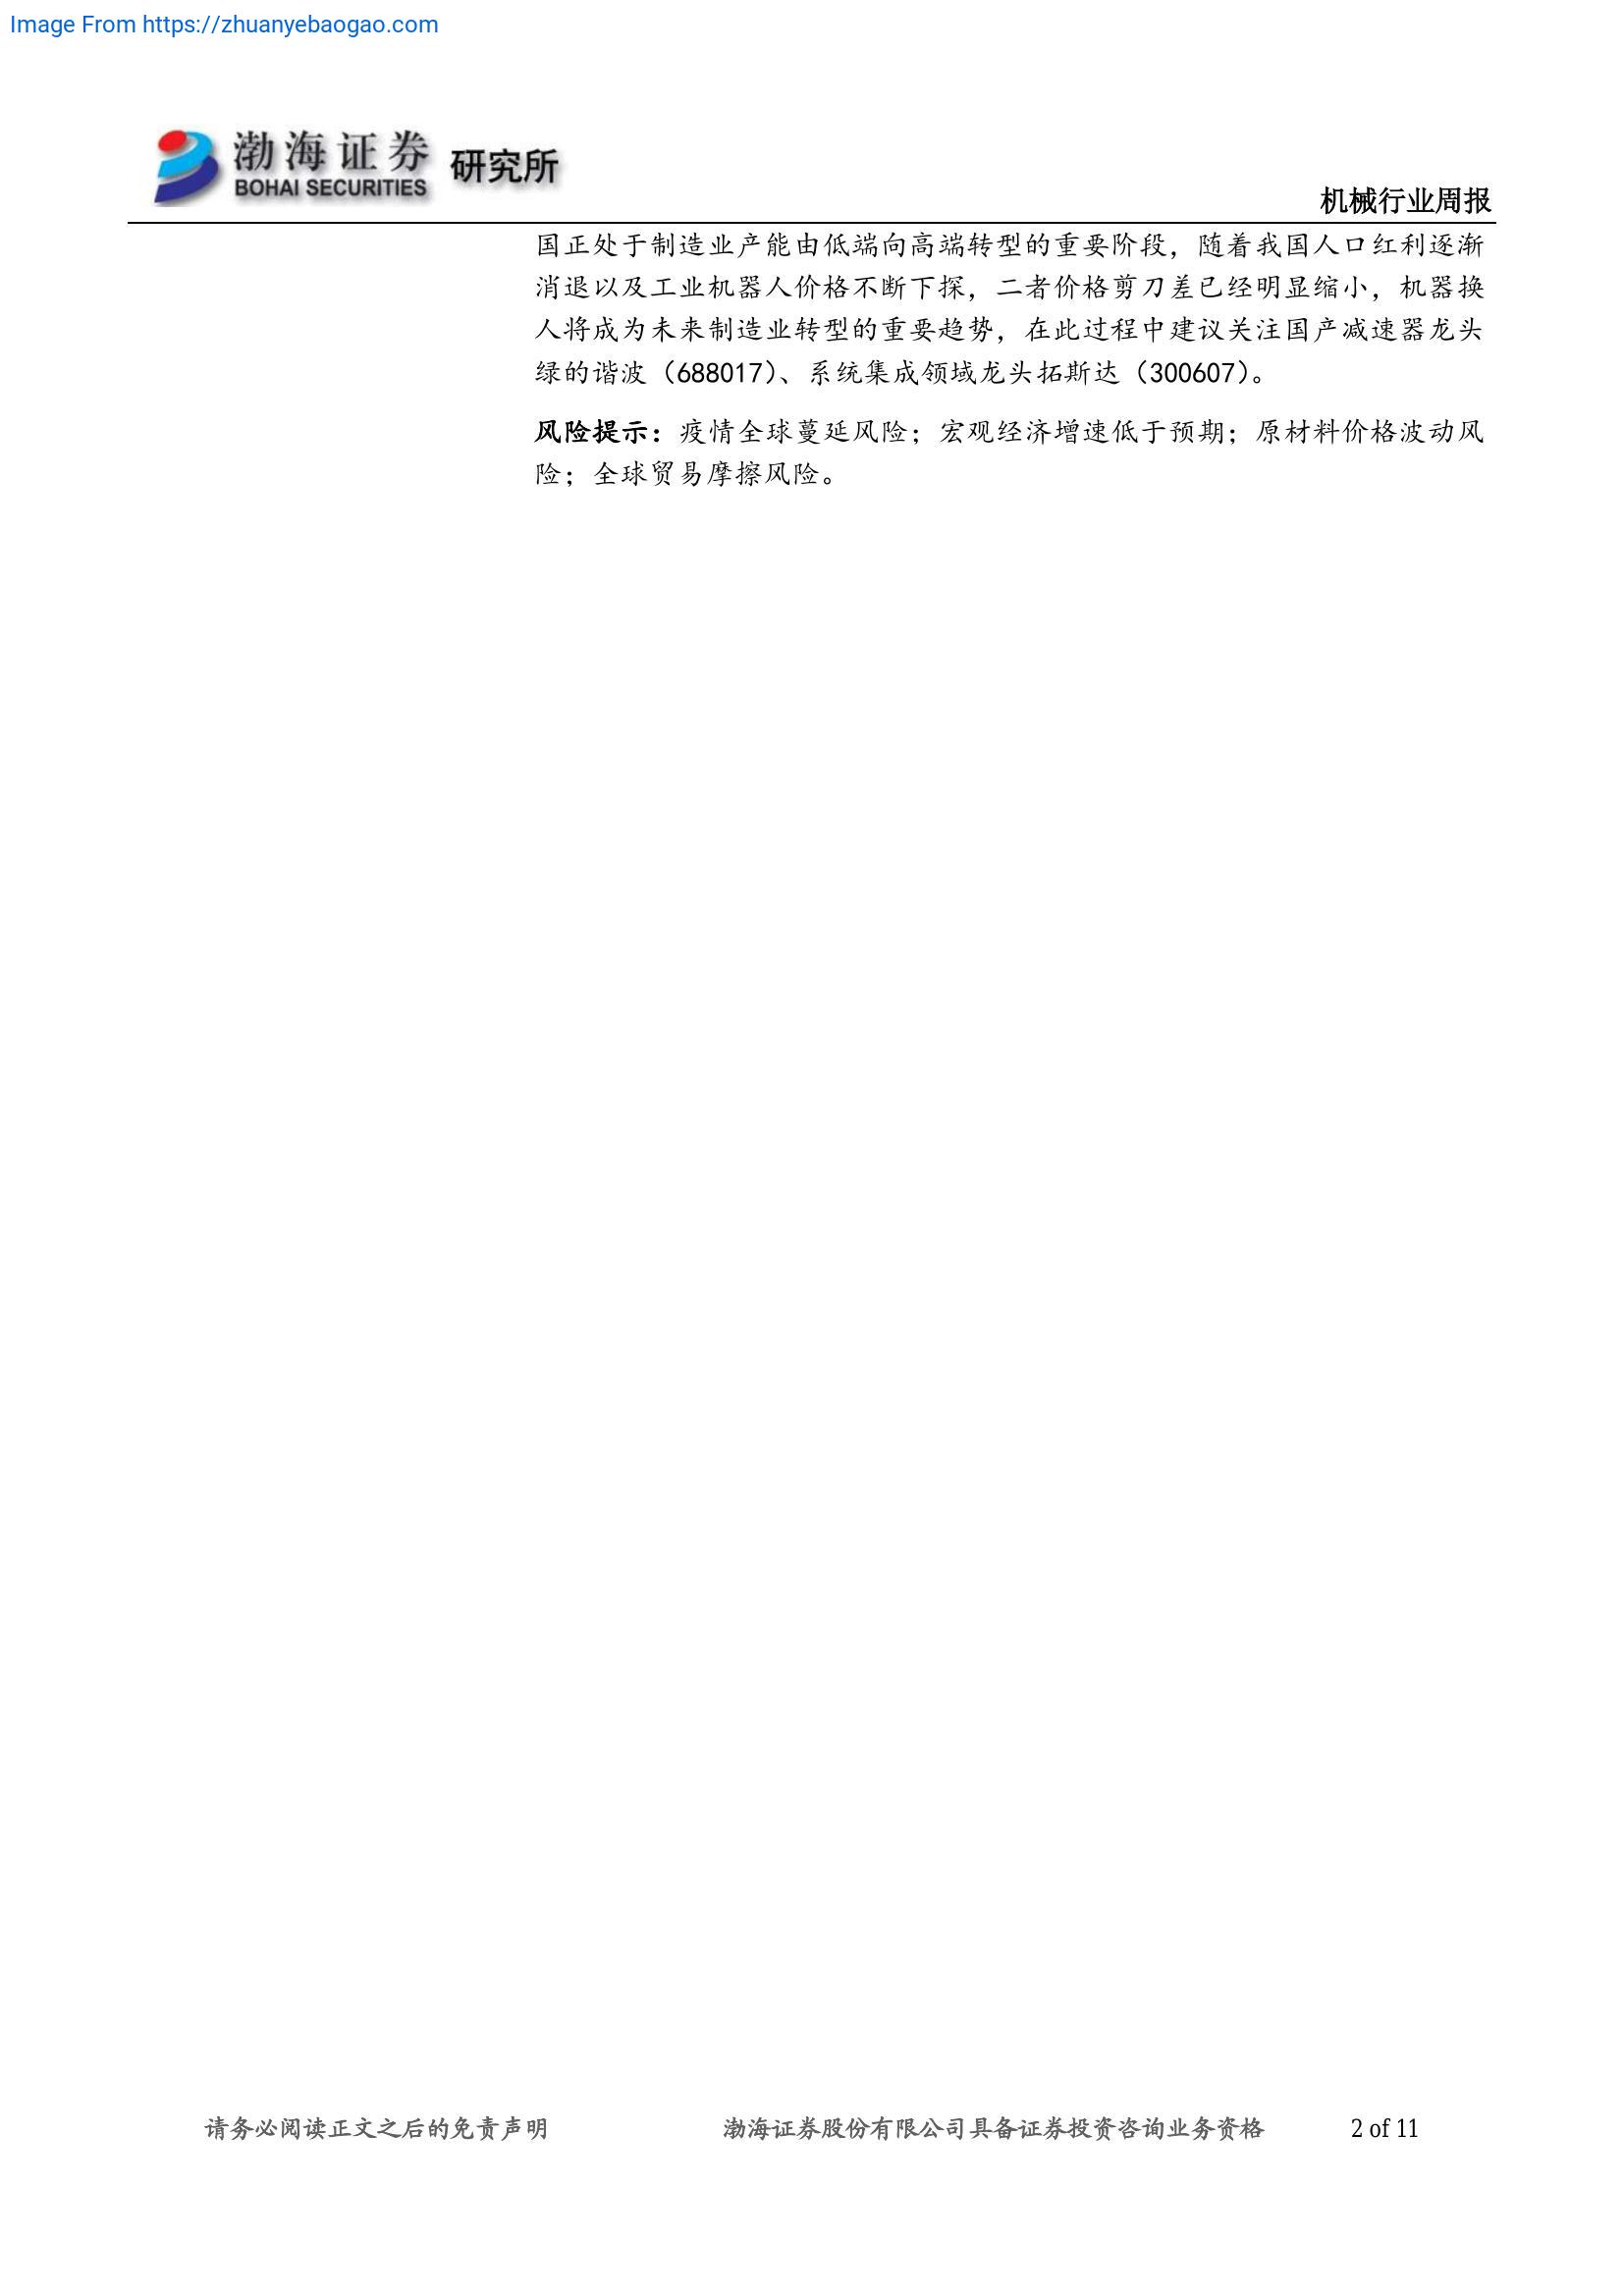 Image From https://zhuanyebaogao.com
渤海证券 研究所
BOHAI SECURITIES
机械行业周报
国正处于制造业产能由低端向高端转型的重要阶段，随着我国人口红利逐渐
消退以及工业机器人价格不断下探，二者价格剪刀差已经明显缩小，机器换
人将成为未来制造业转型的重要趋势，在此过程中建议关注国产减速器龙头
绿的谐波（688017）、系统集成领域龙头拓斯达（300607）。
风险提示：疫情全球蔓延风险；宏观经济增速低于预期；原材料价格波动风
险；全球贸易摩擦风险。
请务必阅读正文之后的免责声明 渤海证券股份有限公司具备证券投资咨询业务资格 2 of 11